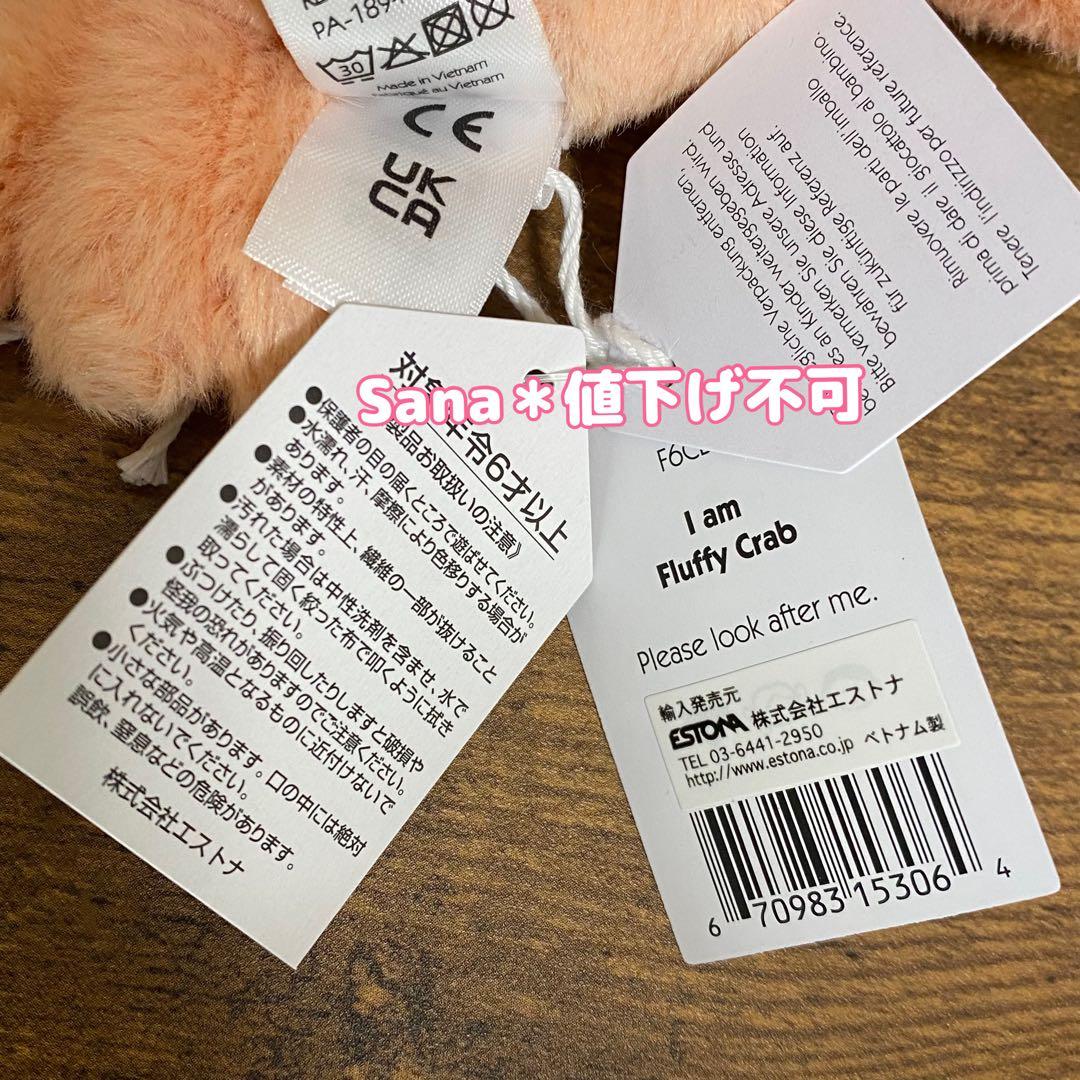 PA-189
30
Made in Vietnam
Fabriqué au Vietnam
CE
UK
CA
Rimuovere le parti dell'imballo
prima di dare il giocattolo al bambino.
Tenere l'indirizzo per future reference.
gliche Verpackung entfernen,
es an Kinder weitergegeben wird.
Bitte vermerken Sie unsere Adresse und
bewahren Sie diese Information
für zukünftige Referenz auf.
Sana＊値下げ不可
対象年令6才以上
製品お取扱いの注意》
●保護者の目の届くところで遊ばせてください。
●水濡れ、汗、摩擦により色移りする場合が
あります。
●素材の特性上、繊維の一部が抜けること
があります。
●汚れた場合は中性洗剤を含ませ、水で
濡らして固く絞った布で叩くように拭き
取ってください。
●ぶつけたり、振り回したりしますと破損や
怪我の恐れがありますのでご注意ください。
●火気や高温となるものに近付けないで
ください。
●小さな部品があります。口の中には絶対
に入れないでください。
誤飲、窒息などの危険があります。
株式会社エストナ
F6C
I am
Fluffy Crab
Please look after me.
輸入発売元
ESTONA 株式会社エストナ
TEL 03-6441-2950
http://www.estona.co.jp ベトナム製
6 70983 15306 4